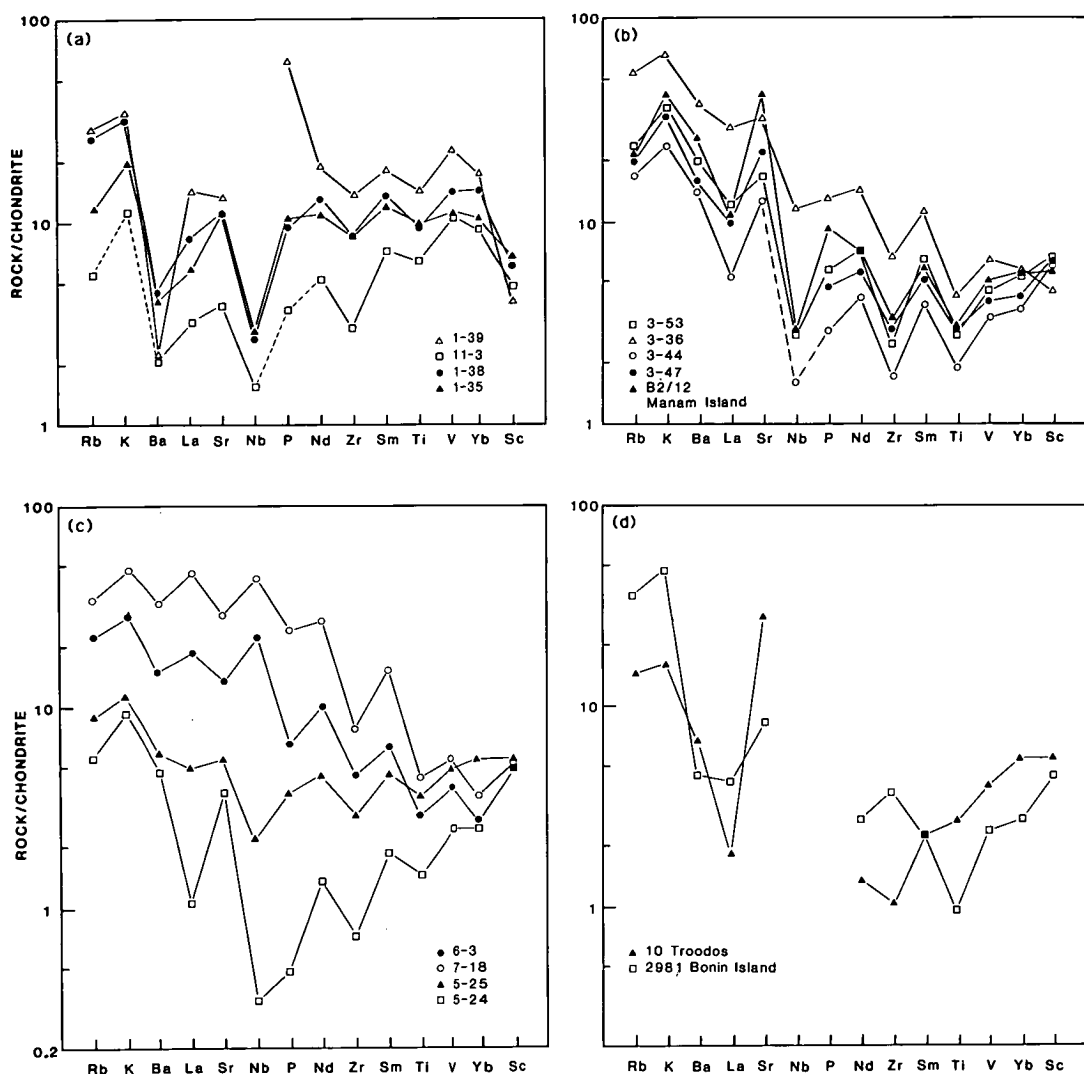 100
(a)
ROCK/CHONDRITE
10
1
1-39
11-3
1-38
1-35
Rb K Ba La Sr Nb P Nd Zr Sm Ti V Yb Sc
100
(b)
10
1
3-53
3-36
3-44
3-47
B2/12
Manam Island
Rb K Ba La Sr Nb P Nd Zr Sm Ti V Yb Sc
100
(c)
ROCK/CHONDRITE
10
1
0.2
6-3
7-18
5-25
5-24
Rb K Ba La Sr Nb P Nd Zr Sm Ti V Yb Sc
100
(d)
10
1
10 Troodos
2981 Bonin Island
Rb K Ba La Sr Nb P Nd Zr Sm Ti V Yb Sc